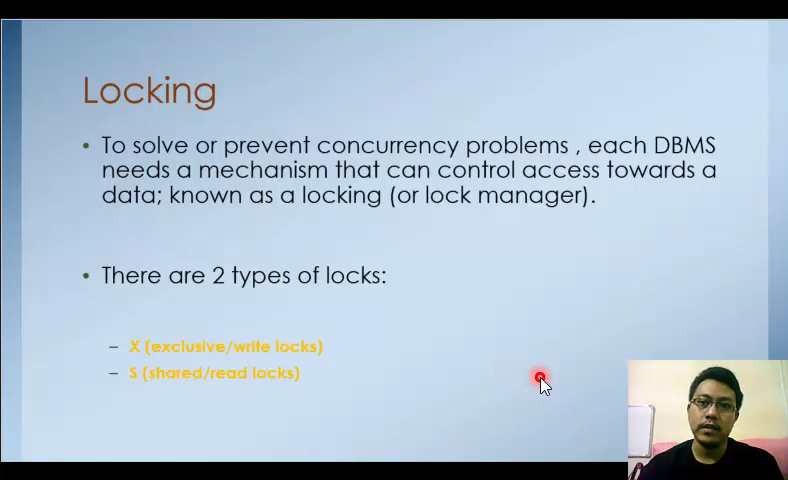 Locking
• To solve or prevent concurrency problems , each DBMS
needs a mechanism that can control access towards a
data; known as a locking (or lock manager).
• There are 2 types of locks:
– X (exclusive/write locks)
– S (shared/read locks)